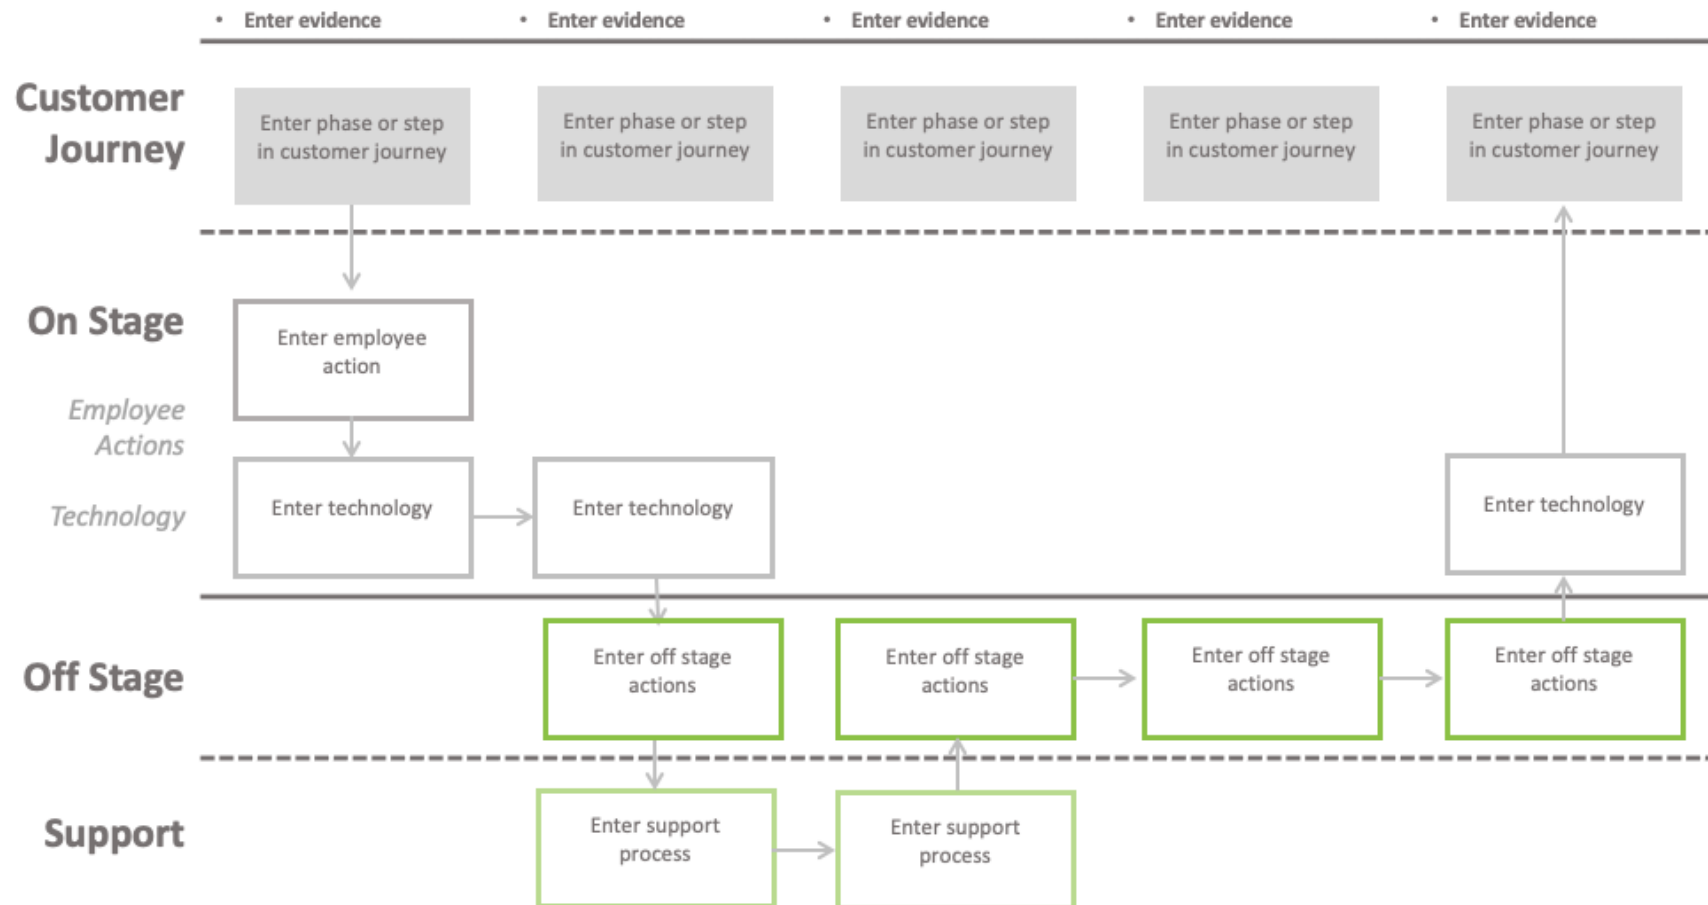 • Enter evidence
• Enter evidence
• Enter evidence
• Enter evidence
• Enter evidence
Customer
Journey
Enter phase or step
in customer journey
Enter phase or step
in customer journey
Enter phase or step
in customer journey
Enter phase or step
in customer journey
Enter phase or step
in customer journey
On Stage
Enter employee
action
Employee
Actions
Technology
Enter technology
Enter technology
Enter technology
Off Stage
Enter off stage
actions
Enter off stage
actions
Enter off stage
actions
Enter off stage
actions
Support
Enter support
process
Enter support
process